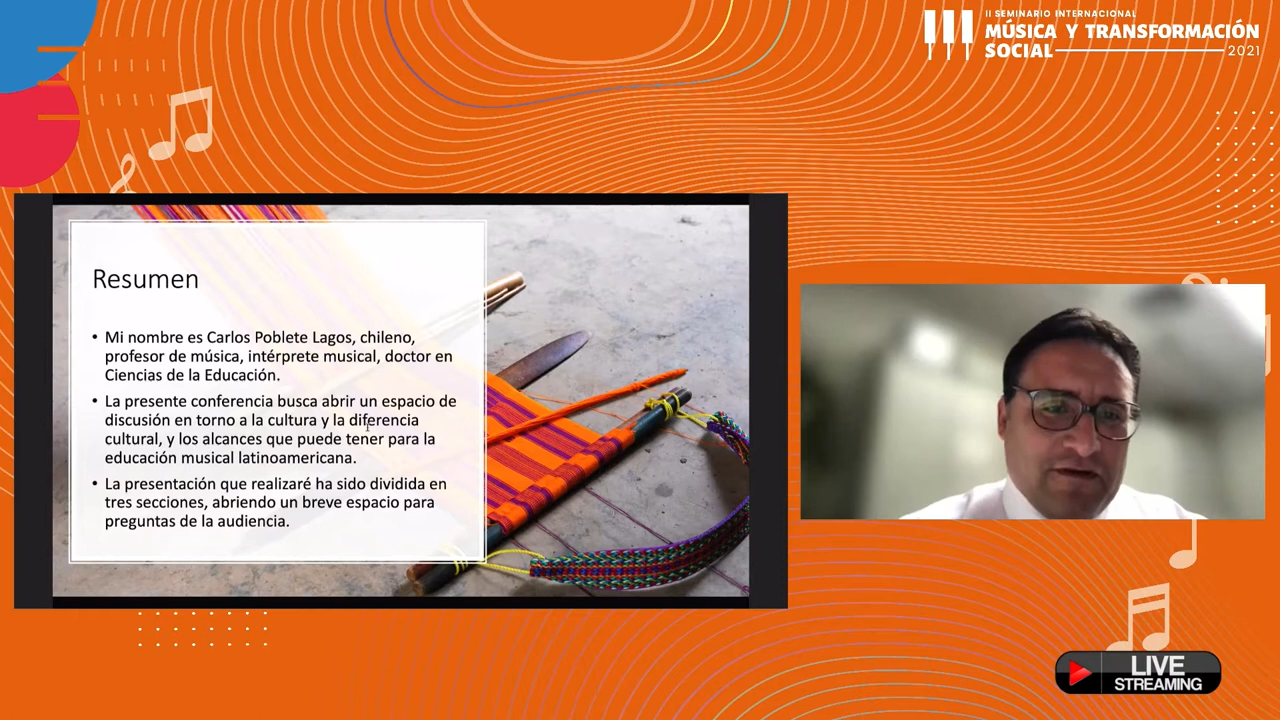 II SEMINARIO INTERNACIONAL
MÚSICA Y TRANSFORMACIÓN
SOCIAL
2021
Resumen
• Mi nombre es Carlos Poblete Lagos, chileno,
profesor de música, intérprete musical, doctor en
Ciencias de la Educación.
• La presente conferencia busca abrir un espacio de
discusión en torno a la cultura y la diferencia
cultural, y los alcances que puede tener para la
educación musical latinoamericana.
• La presentación que realizaré ha sido dividida en
tres secciones, abriendo un breve espacio para
preguntas de la audiencia.
LIVE
STREAMING